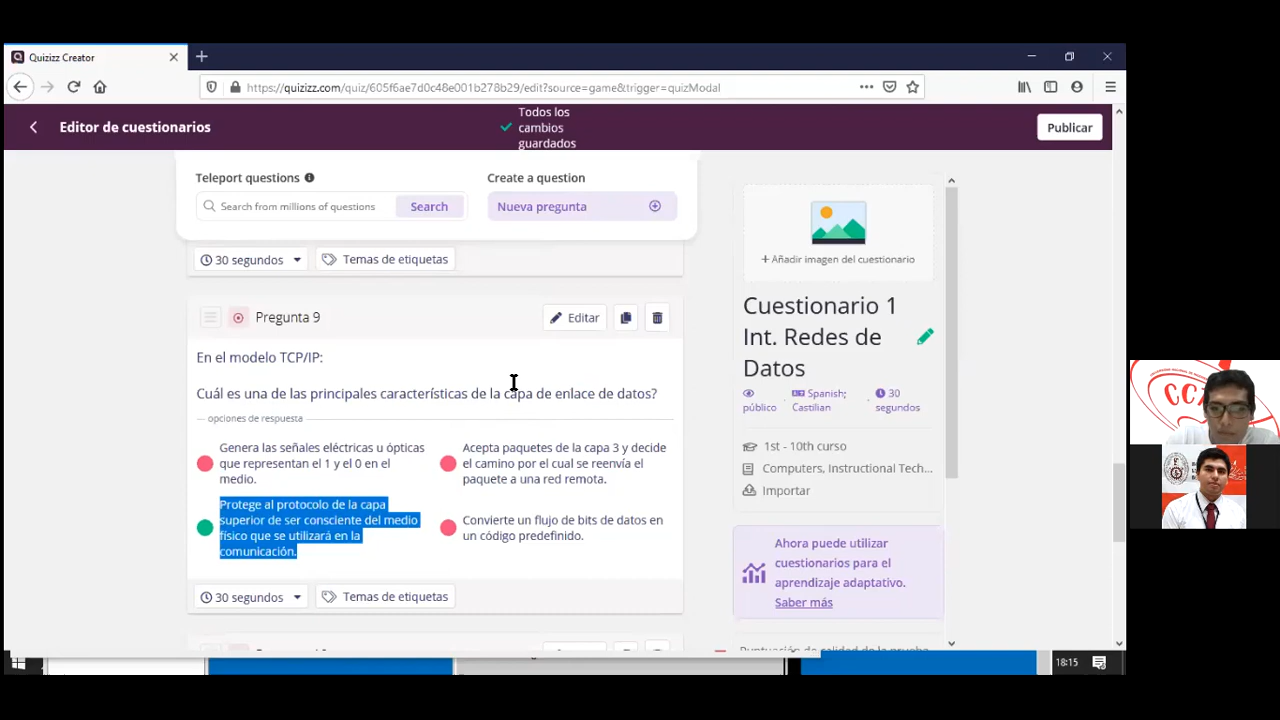 Quizizz Creator
https://quizizz.com/quiz/605f6ae7d0c48e001b278b29/edit?source=game&trigger=quizModal
Editor de cuestionarios
Todos los
cambios
guardados
Publicar
Teleport questions
Search from millions of questions
Search
Create a question
Nueva pregunta
30 segundos
Temas de etiquetas
Pregunta 9
Editar
En el modelo TCP/IP:
Cuál es una de las principales características de la capa de enlace de datos?
opciones de respuesta
Genera las señales eléctricas u ópticas
que representan el 1 y el 0 en el
medio.
Acepta paquetes de la capa 3 y decide
el camino por el cual se reenvía el
paquete a una red remota.
Protege al protocolo de la capa
superior de ser consciente del medio
físico que se utilizará en la
comunicación.
Convierte un flujo de bits de datos en
un código predefinido.
30 segundos
Temas de etiquetas
+ Añadir imagen del cuestionario
Cuestionario 1
Int. Redes de
Datos
público
Spanish;
Castilian
30
segundos
1st - 10th curso
Computers, Instructional Tech...
Importar
Ahora puede utilizar
cuestionarios para el
aprendizaje adaptativo.
Saber más
18:15